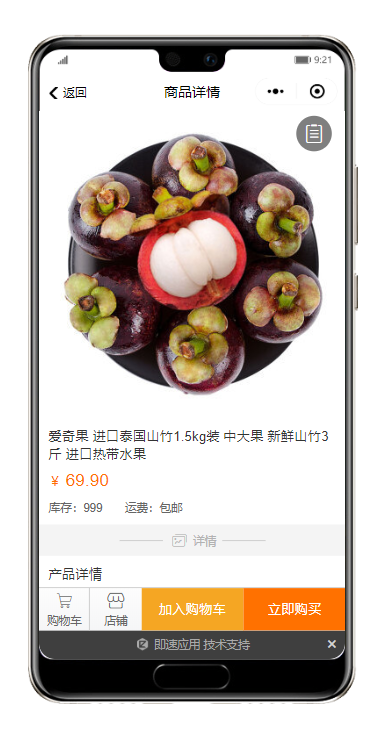 9:21
返回
商品详情
爱奇果 进口泰国山竹1.5kg装 中大果 新鲜山竹3
斤 进口热带水果
¥ 69.90
库存：999 运费：包邮
详情
产品详情
购物车 店铺 加入购物车 立即购买
即速应用 技术支持